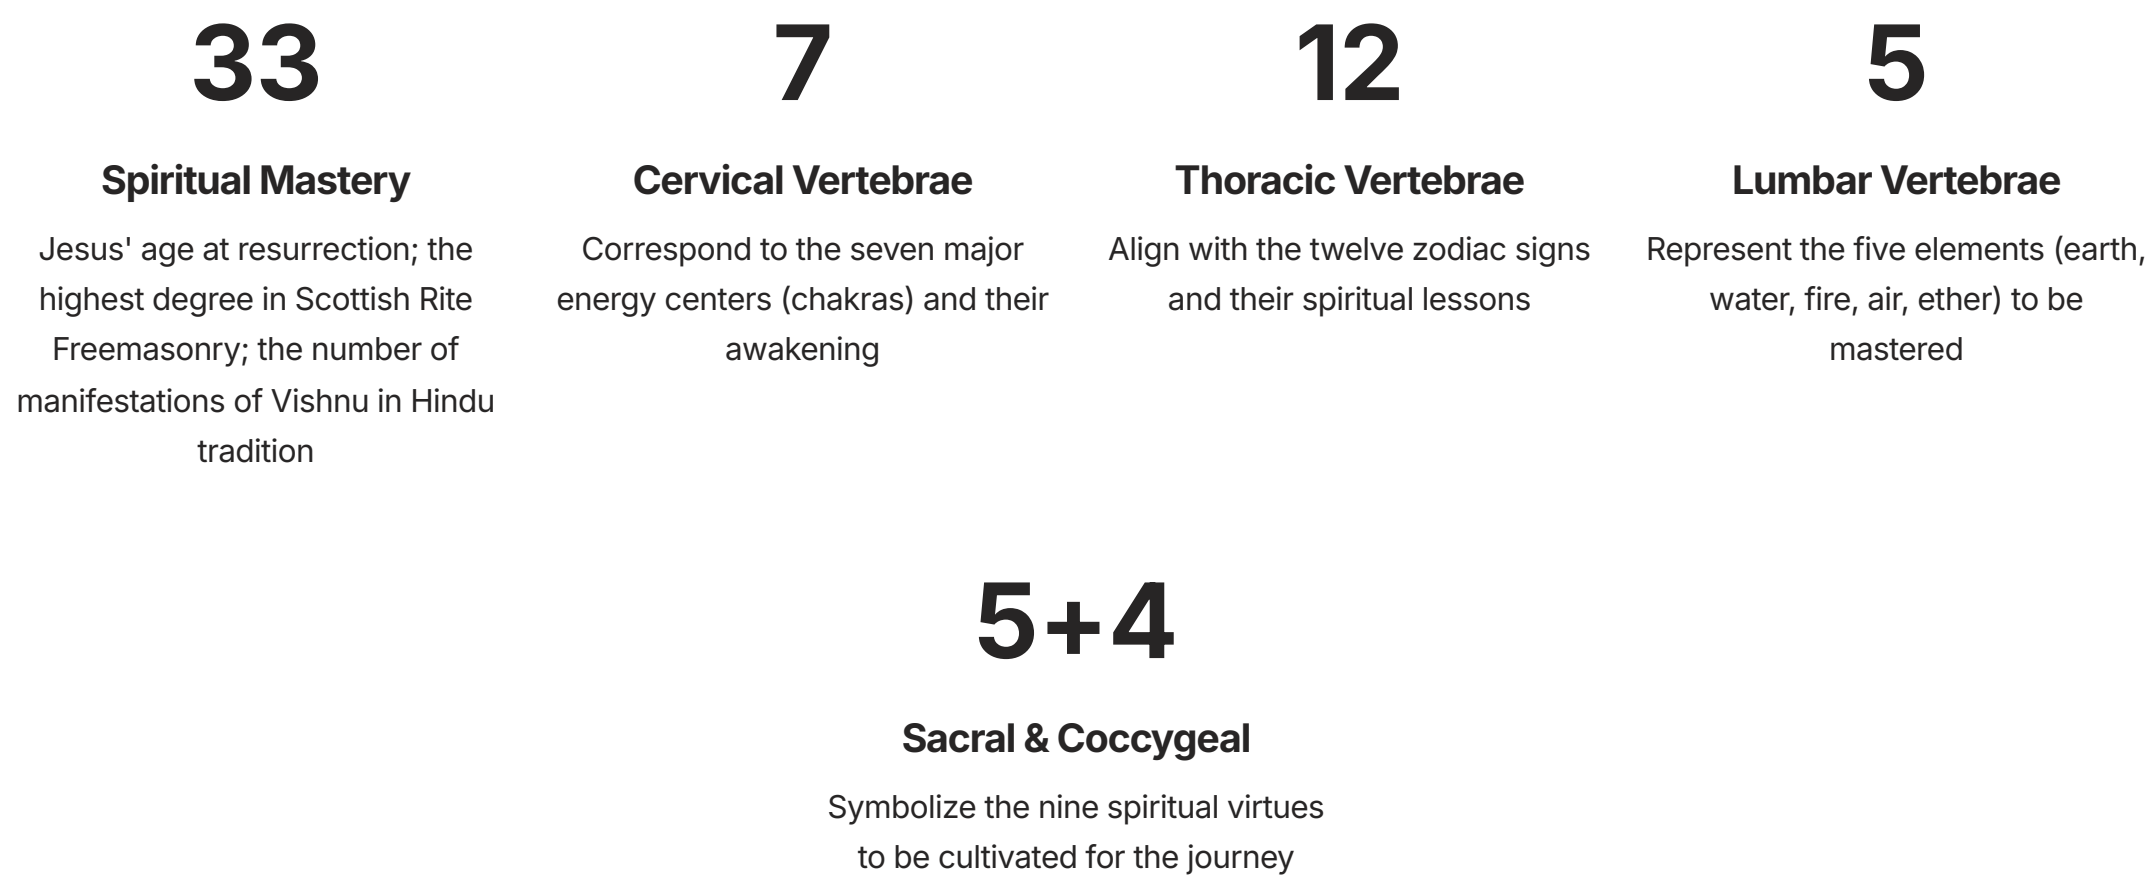 33
Spiritual Mastery
Jesus' age at resurrection; the
highest degree in Scottish Rite
Freemasonry; the number of
manifestations of Vishnu in Hindu
tradition
7
Cervical Vertebrae
Correspond to the seven major
energy centers (chakras) and their
awakening
12
Thoracic Vertebrae
Align with the twelve zodiac signs
and their spiritual lessons
5
Lumbar Vertebrae
Represent the five elements (earth,
water, fire, air, ether) to be
mastered
5+4
Sacral & Coccygeal
Symbolize the nine spiritual virtues
to be cultivated for the journey